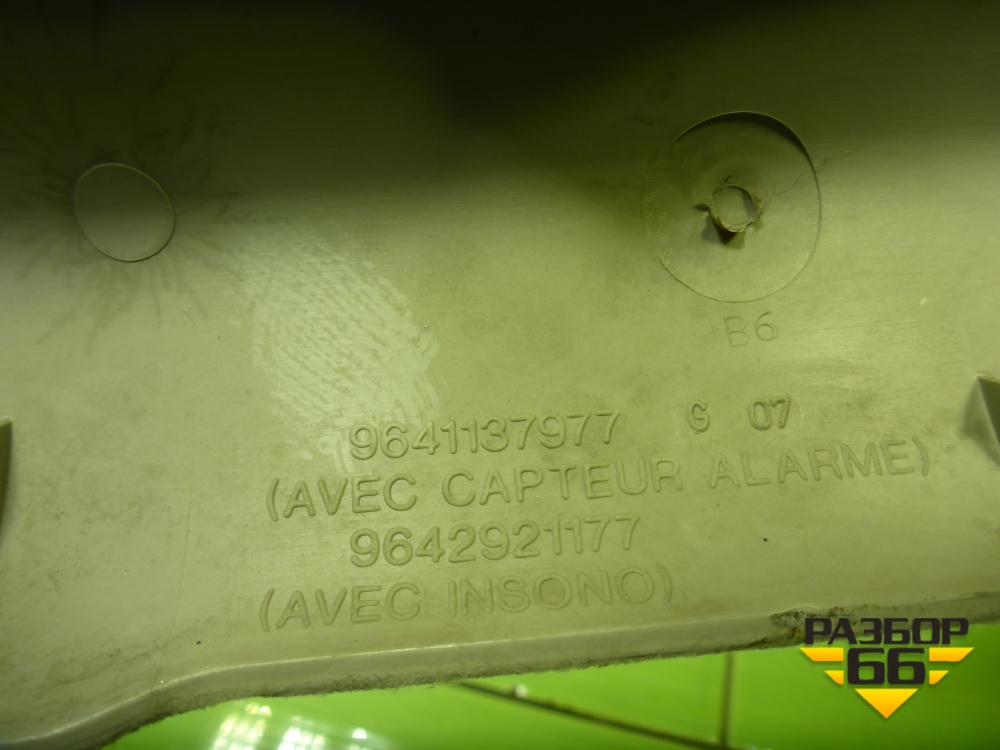 B6
9641137977 G 07
(AVEC CAPTEUR ALARME)
9642921177
(AVEC INSONO)
РАЗБОР
66